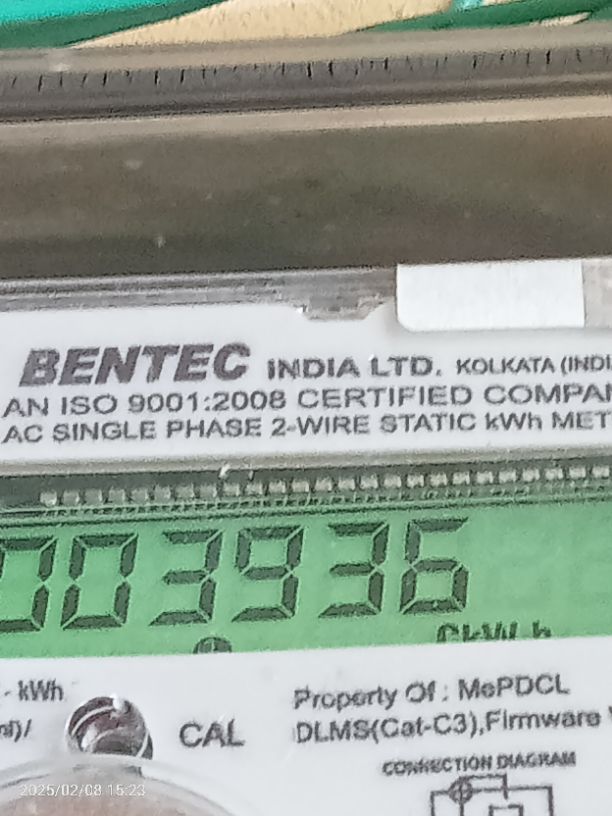 BENTEC INDIA LTD. KOLKATA (INDI
AN ISO 9001:2008 CERTIFIED COMPAN
AC SINGLE PHASE 2-WIRE STATIC kWh MET
003936
kWh
- kWh
CAL
Property Of : MePDCL
DLMS(Cat-C3),Firmware
CONNECTION DIAGRAM
2025/02/08 15:23